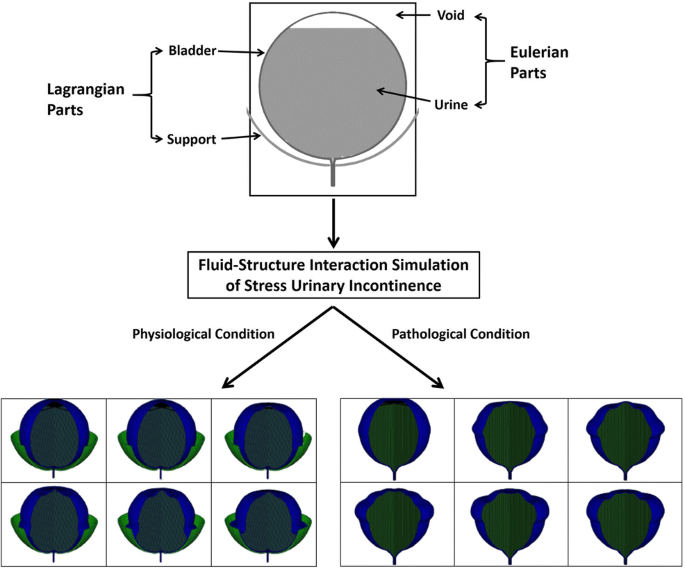 Void
Bladder
Eulerian
Parts
Lagrangian
Parts
Urine
Support
Fluid-Structure Interaction Simulation
of Stress Urinary Incontinence
Physiological Condition
Pathological Condition